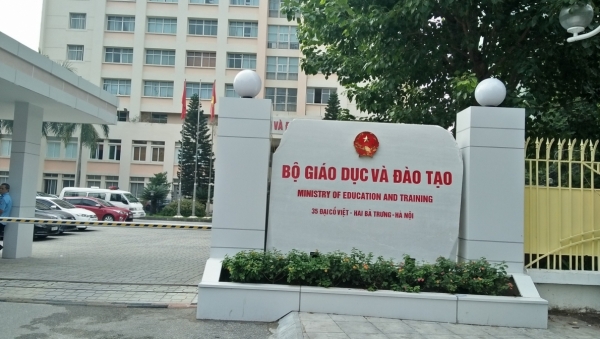 BỘ GIÁO DỤC VÀ ĐÀO TẠO
MINISTRY OF EDUCATION AND TRAINING
35 ĐẠI CỒ VIỆT - HAI BÀ TRƯNG - HÀ NỘI
VÀ